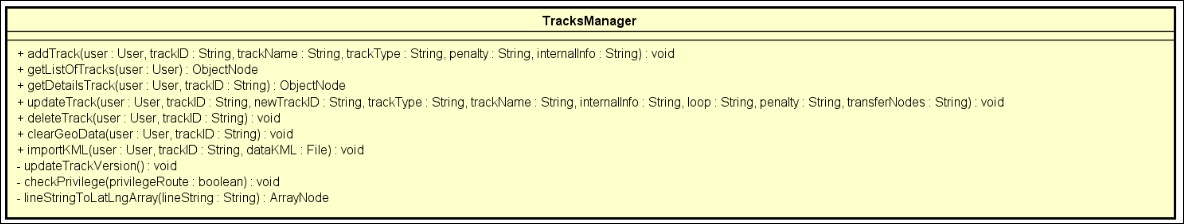 TracksManager
+ addTrack(user : User, trackID : String, trackName : String, trackType : String, penalty : String, internalInfo : String) : void
+ getListOfTracks(user : User) : ObjectNode
+ getDetailsTrack(user : User, trackID : String) : ObjectNode
+ updateTrack(user : User, trackID : String, newTrackID : String, trackType : String, trackName : String, internalInfo : String, loop : String, penalty : String, transferNodes : String) : void
+ deleteTrack(user : User, trackID : String) : void
+ clearGeoData(user : User, trackID : String) : void
+ importKML(user : User, trackID : String, dataKML : File) : void
- updateTrackVersion() : void
- checkPrivilege(privilegeRoute : boolean) : void
- lineStringToLatLngArray(lineString : String) : ArrayNode